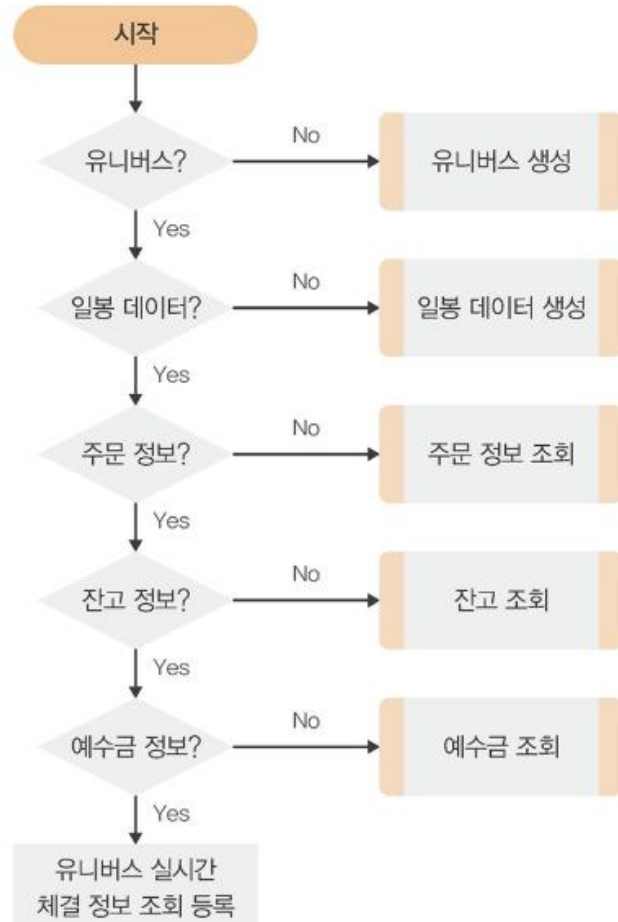 시작
유니버스?
No
유니버스 생성
Yes
일봉 데이터?
No
일봉 데이터 생성
Yes
주문 정보?
No
주문 정보 조회
Yes
잔고 정보?
No
잔고 조회
Yes
예수금 정보?
No
예수금 조회
Yes
유니버스 실시간
체결 정보 조회 등록